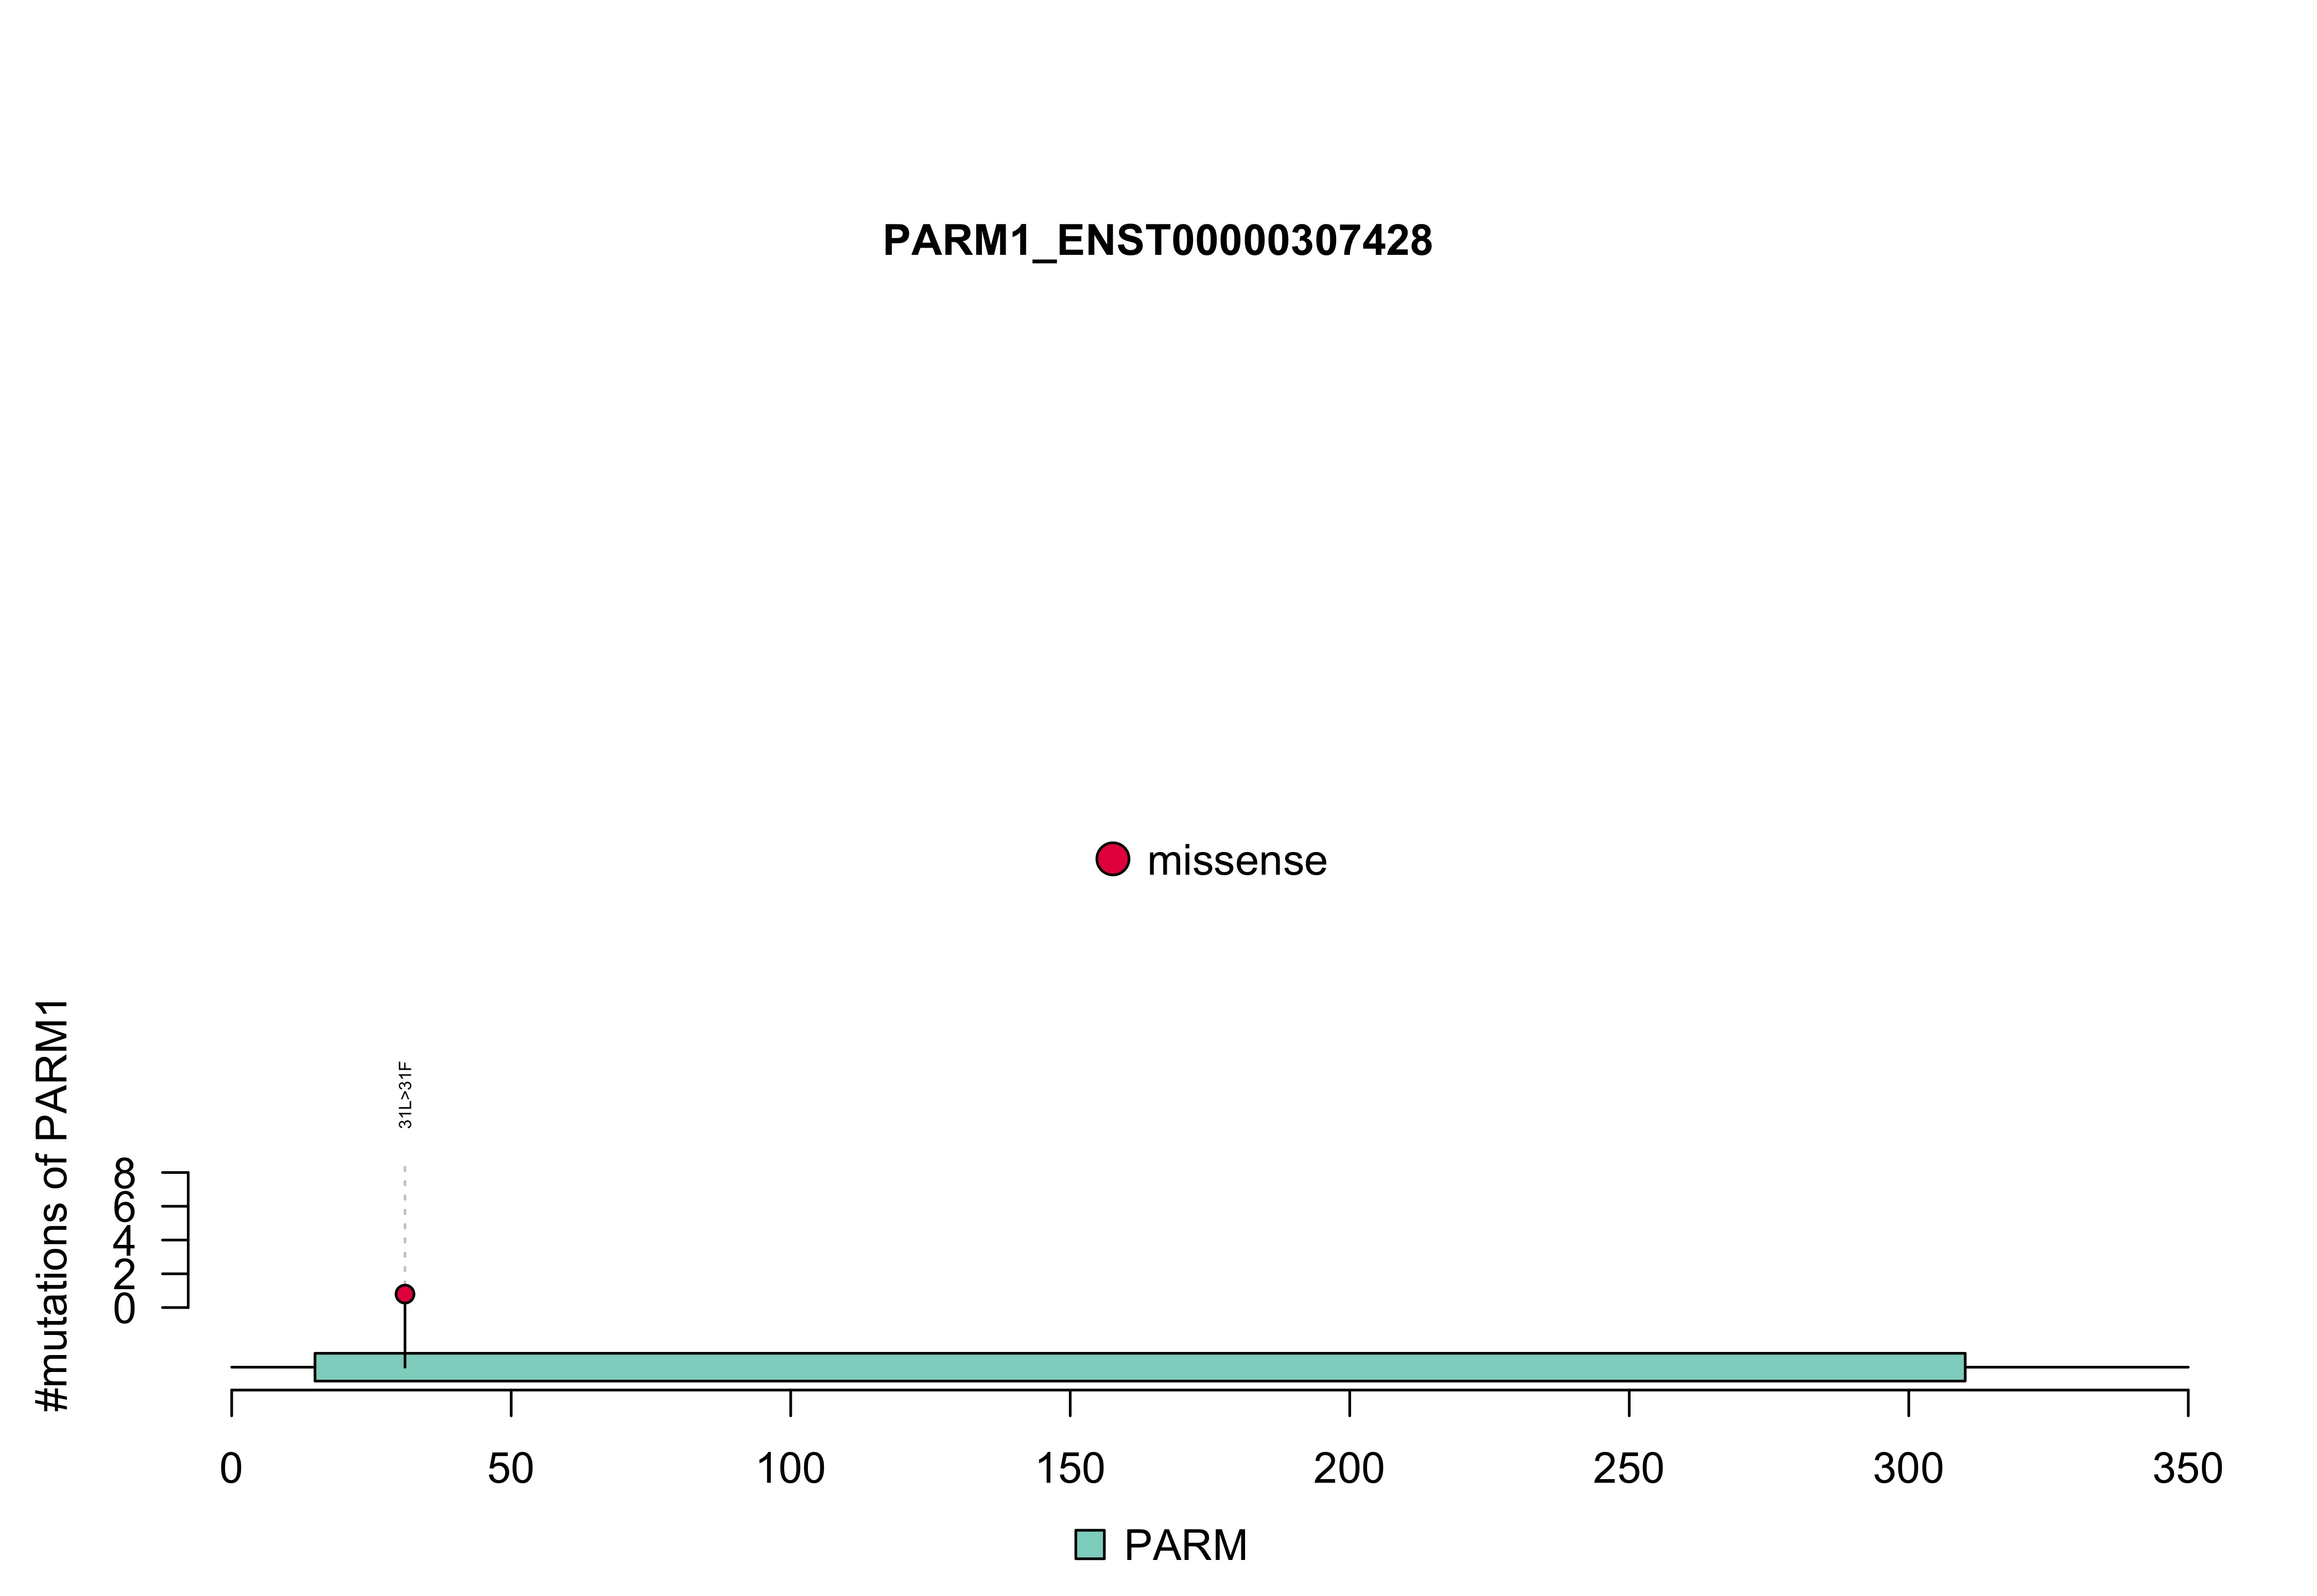 PARM1_ENST00000307428
missense
#mutations of PARM1
31L>31F
8
6
4
2
0
0 50 100 150 200 250 300 350
PARM